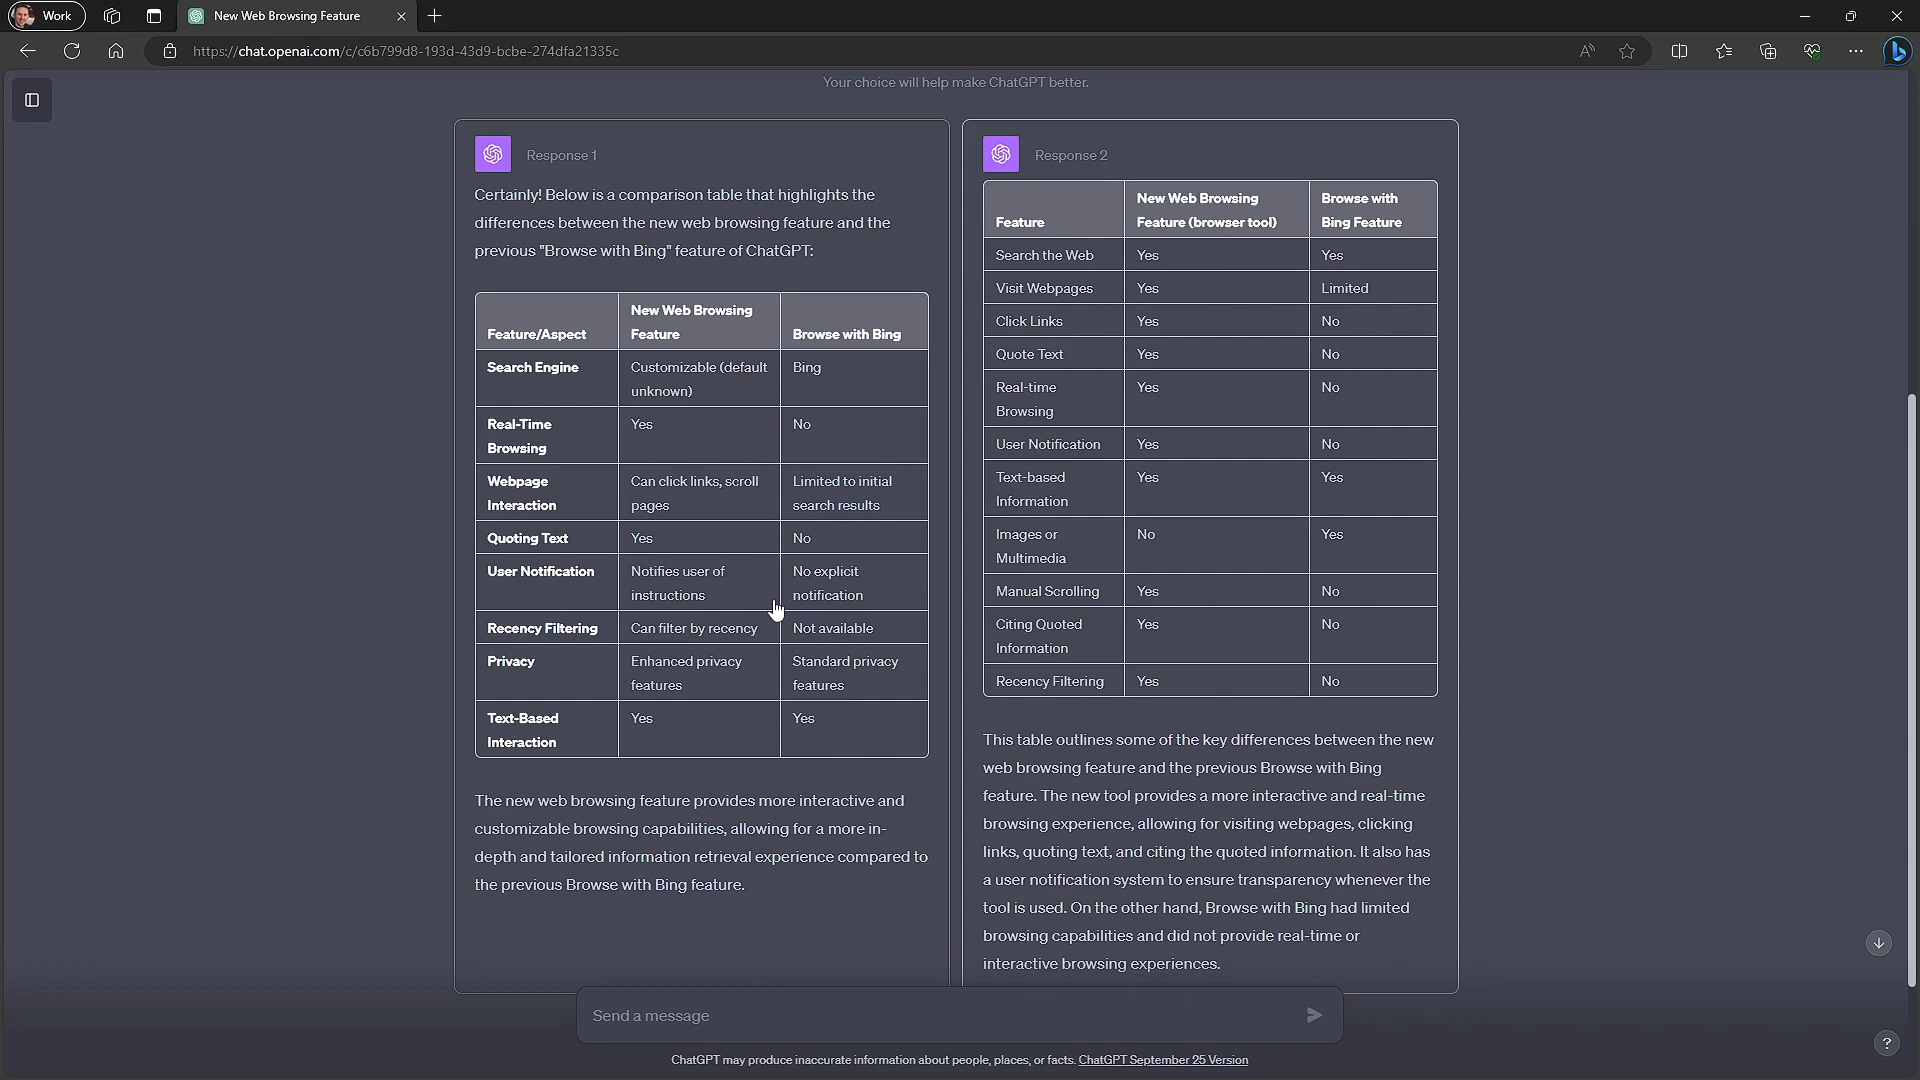 Work
New Web Browsing Feature
https://chat.openai.com/c/c6b799d8-193d-43d9-bcbe-274dfa21335c
Your choice will help make ChatGPT better.
Response 1
Certainly! Below is a comparison table that highlights the
differences between the new web browsing feature and the
previous "Browse with Bing" feature of ChatGPT:
Feature/Aspect New Web Browsing Feature Browse with Bing
Search Engine Customizable (default unknown) Bing
Real-Time Browsing Yes No
Webpage Interaction Can click links, scroll pages Limited to initial search results
Quoting Text Yes No
User Notification Notifies user of instructions No explicit notification
Recency Filtering Can filter by recency Not available
Privacy Enhanced privacy features Standard privacy features
Text-Based Interaction Yes Yes
The new web browsing feature provides more interactive and
customizable browsing capabilities, allowing for a more in-
depth and tailored information retrieval experience compared to
the previous Browse with Bing feature.
Response 2
Feature New Web Browsing Feature (browser tool) Browse with Bing Feature
Search the Web Yes Yes
Visit Webpages Yes Limited
Click Links Yes No
Quote Text Yes No
Real-time Browsing Yes No
User Notification Yes No
Text-based Information Yes Yes
Images or Multimedia No Yes
Manual Scrolling Yes No
Citing Quoted Information Yes No
Recency Filtering Yes No
This table outlines some of the key differences between the new
web browsing feature and the previous Browse with Bing
feature. The new tool provides a more interactive and real-time
browsing experience, allowing for visiting webpages, clicking
links, quoting text, and citing the quoted information. It also has
a user notification system to ensure transparency whenever the
tool is used. On the other hand, Browse with Bing had limited
browsing capabilities and did not provide real-time or
interactive browsing experiences.
Send a message
ChatGPT may produce inaccurate information about people, places, or facts. ChatGPT September 25 Version
?